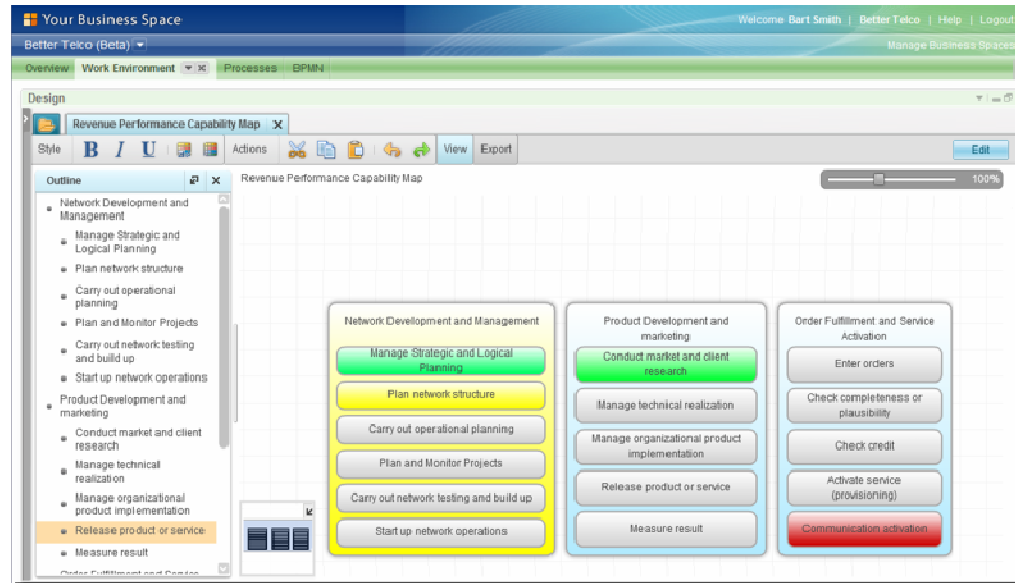 Your Business Space
Welcome Bart Smith | Better Telco | Help | Logout
Better Telco (Beta)
Manage Business Spaces
Overview Work Environment Processes BPMN
Design
Revenue Performance Capability Map X
Style B I U Actions View Export Edit
Outline
Revenue Performance Capability Map
100%
Network Development and
Management
Manage Strategic and
Logical Planning
Plan network structure
Carry out operational
planning
Plan and Monitor Projects
Carry out network testing
and build up
Start up network operations
Product Development and
marketing
Conduct market and client
research
Manage technical
realization
Manage organizational
product implementation
Release product or service
Measure result
Order Fulfillment and Service
Network Development and Management
Manage Strategic and Logical
Planning
Plan network structure
Carry out operational planning
Plan and Monitor Projects
Carry out network testing and build up
Start up network operations
Product Development and
marketing
Conduct market and client
research
Manage technical realization
Manage organizational product
implementation
Release product or service
Measure result
Order Fulfillment and Service
Activation
Enter orders
Check completeness or
plausibility
Check credit
Activate service
(provisioning)
Communication activation